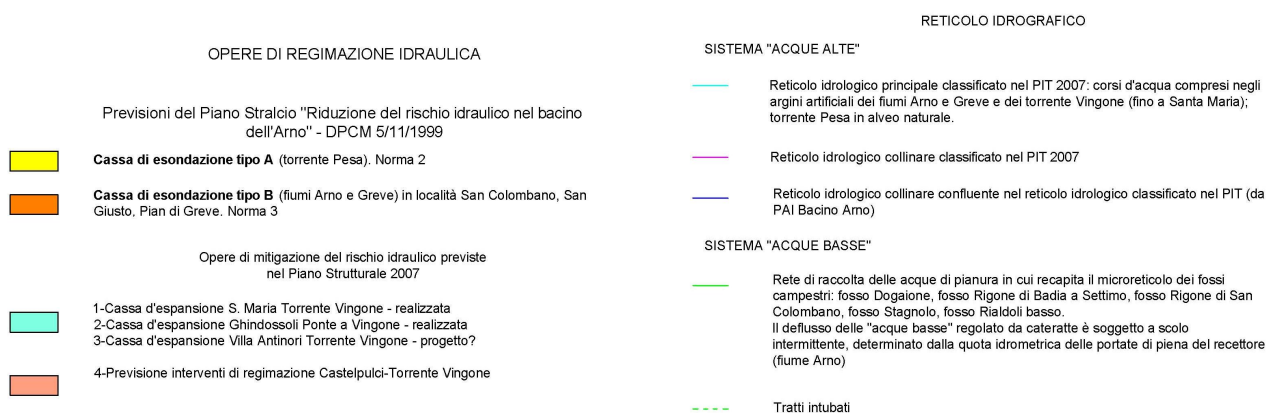 OPERE DI REGIMAZIONE IDRAULICA
Previsioni del Piano Stralcio "Riduzione del rischio idraulico nel bacino
dell'Arno" - DPCM 5/11/1999
Cassa di esondazione tipo A (torrente Pesa). Norma 2
Cassa di esondazione tipo B (fiumi Arno e Greve) in località San Colombano, San
Giusto, Pian di Greve. Norma 3
Opere di mitigazione del rischio idraulico previste
nel Piano Strutturale 2007
1-Cassa d'espansione S. Maria Torrente Vingone - realizzata
2-Cassa d'espansione Ghindossoli Ponte a Vingone - realizzata
3-Cassa d'espansione Villa Antinori Torrente Vingone - progetto?
4-Previsione interventi di regimazione Castelpulci-Torrente Vingone
RETICOLO IDROGRAFICO
SISTEMA "ACQUE ALTE"
Reticolo idrologico principale classificato nel PIT 2007: corsi d'acqua compresi negli
argini artificiali dei fiumi Arno e Greve e dei torrente Vingone (fino a Santa Maria);
torrente Pesa in alveo naturale.
Reticolo idrologico collinare classificato nel PIT 2007
Reticolo idrologico collinare confluente nel reticolo idrologico classificato nel PIT (da
PAI Bacino Arno)
SISTEMA "ACQUE BASSE"
Rete di raccolta delle acque di pianura in cui recapita il microreticolo dei fossi
campestri: fosso Dogaione, fosso Rigone di Badia a Settimo, fosso Rigone di San
Colombano, fosso Stagnolo, fosso Rialdoli basso.
Il deflusso delle "acque basse" regolato da cateratte è soggetto a scolo
intermittente, determinato dalla quota idrometrica delle portate di piena del recettore
(fiume Arno)
Tratti intubati